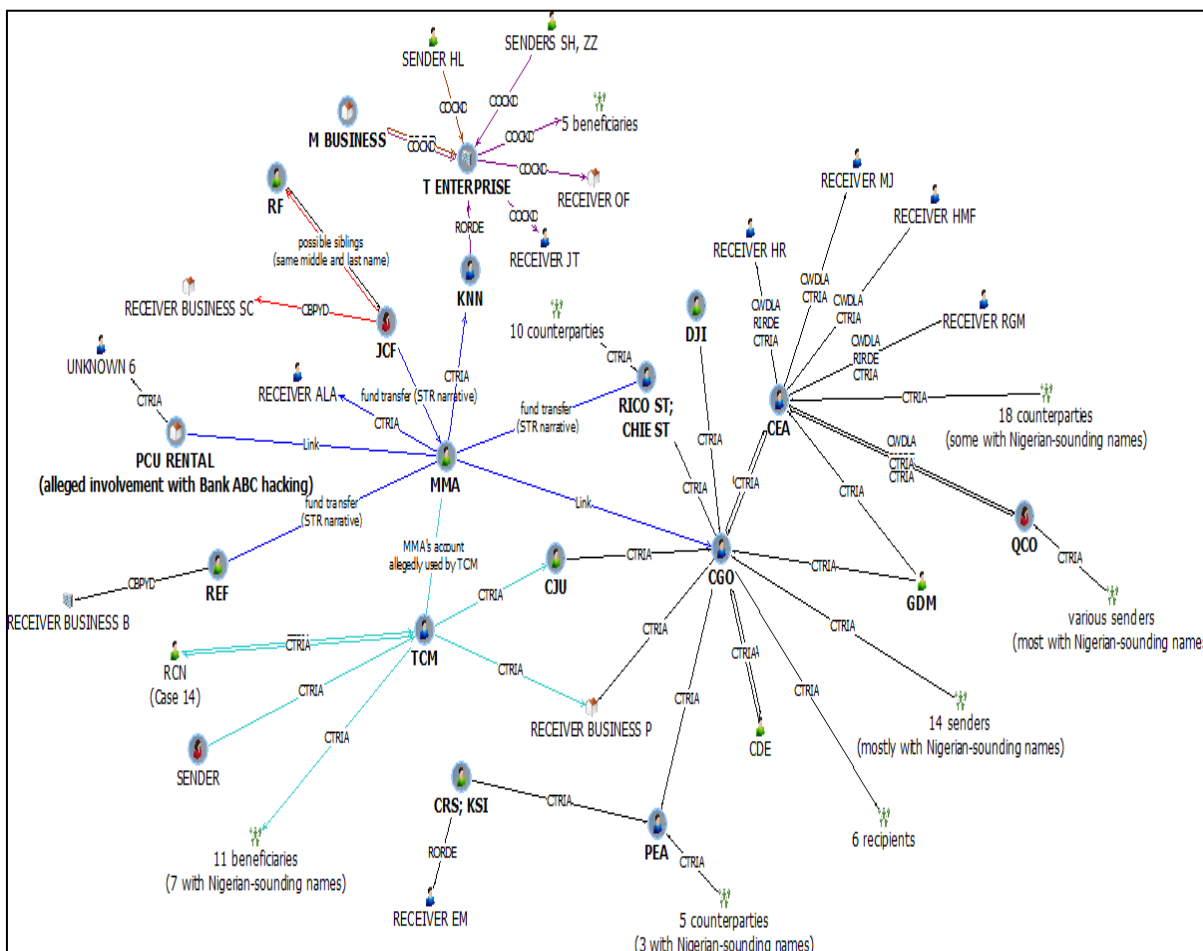 SENDERS SH, ZZ
SENDER HL
COCKD
COCKD
M BUSINESS
COCKD
COCKD
5 beneficiaries
T ENTERPRISE
COCKD
RECEIVER OF
COCKD
RECEIVER JT
RORDE
KNN
RF
possible siblings
(same middle and last name)
RECEIVER BUSINESS SC
CBPYD
JCF
UNKNOWN 6
CTRIA
RECEIVER ALA
CTRIA
fund transfer (STR narrative)
CTRIA
10 counterparties
CTRIA
fund transfer
(STR narrative)
RICO ST;
CHIE ST
CTRIA
DJI
CTRIA
RECEIVER MJ
RECEIVER HMF
RECEIVER HR
RECEIVER RGM
CWDLA
CTRIA
CWDLA
CTRIA
CWDLA
RIRDE
CTRIA
CWDLA
RIRDE
CTRIA
CEA
CTRIA
18 counterparties
(some with Nigerian-sounding names)
CWDLA
CTRIA
CTRIA
QCO
CTRIA
various senders
(most with Nigerian-sounding name
PCU RENTAL
(alleged involvement with Bank ABC hacking)
Link
MMA
fund transfer
(STR narrative)
Link
CTRIA
CTRIA
MMA's account
allegedly used by TCM
CJU
CTRIA
CGO
CTRIA
GDM
REF
CBPYD
RECEIVER BUSINESS B
CTRIA
TCM
CTRIA
RCN
(Case 14)
CTRIA
CTRIA
SENDER
CTRIA
11 beneficiaries
(7 with Nigerian-sounding names)
RECEIVER BUSINESS P
CTRIA
CTRIA
CTRIA
CDE
CTRIA
14 senders
(mostly with Nigerian-sounding names)
CTRIA
6 recipients
CRS; KSI
CTRIA
RORDE
RECEIVER EM
PEA
CTRIA
5 counterparties
(3 with Nigerian-sounding names)